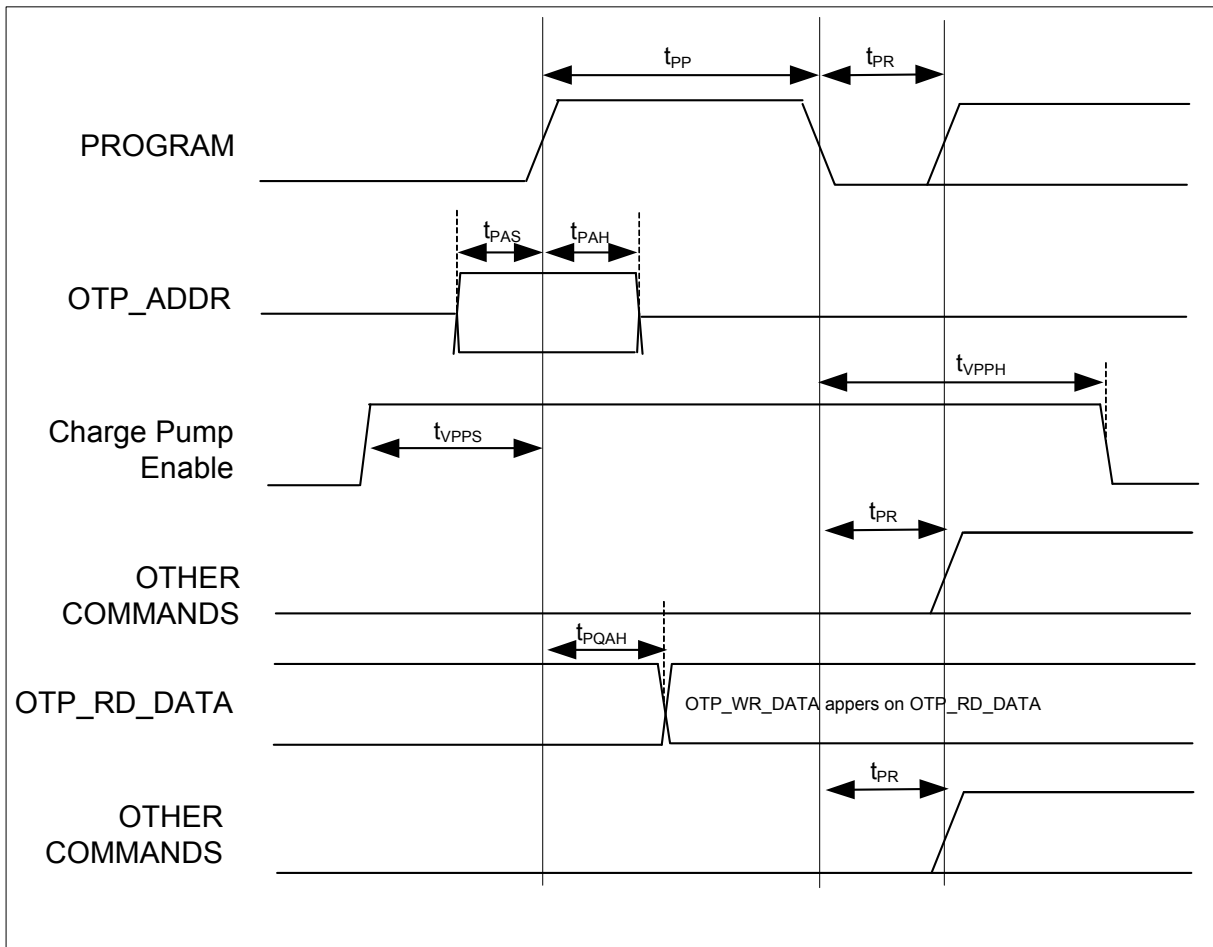 tPP
tPR
PROGRAM
tPAS
tPAH
OTP_ADDR
tVPPH
Charge Pump
Enable
tVPPS
tPR
OTHER
COMMANDS
tPQAH
OTP_RD_DATA
OTP_WR_DATA appers on OTP_RD_DATA
tPR
OTHER
COMMANDS